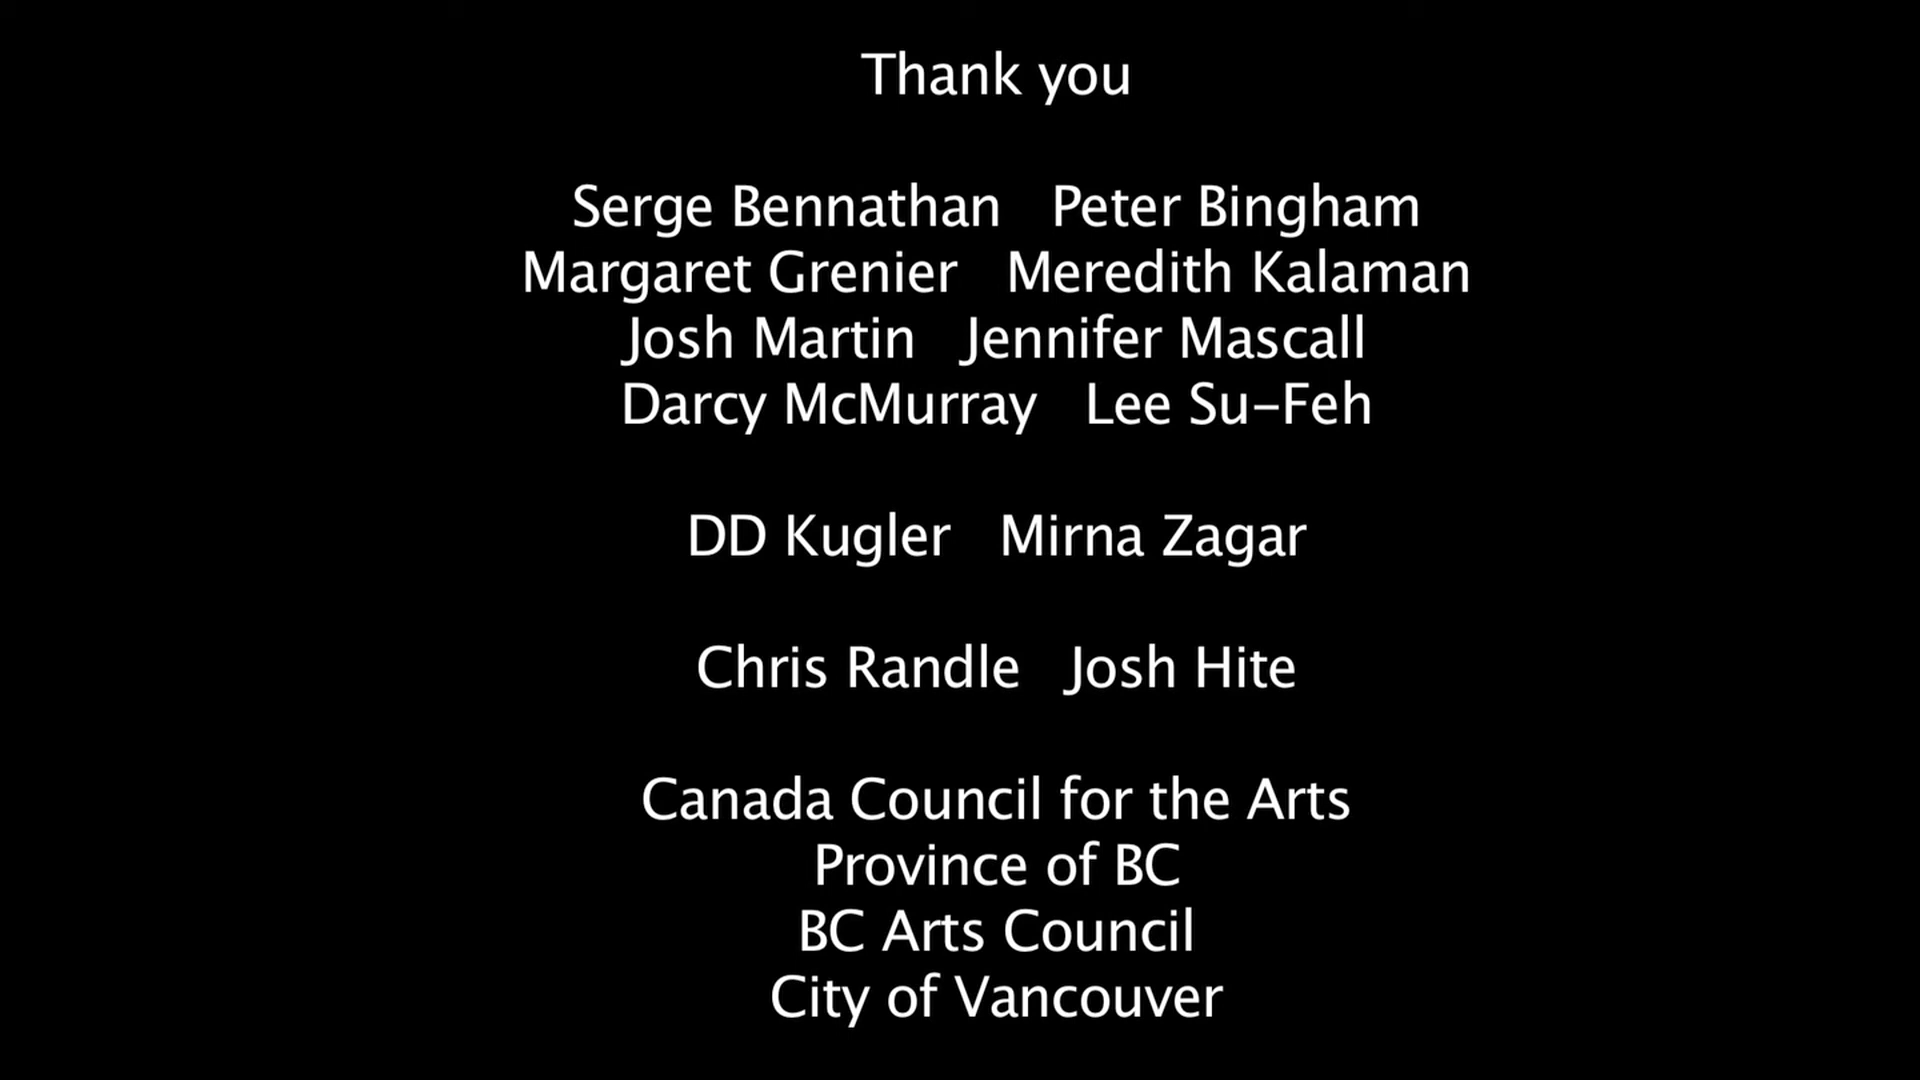 Thank you
Serge Bennathan   Peter Bingham
Margaret Grenier   Meredith Kalaman
Josh Martin   Jennifer Mascall
Darcy McMurray   Lee Su-Feh
DD Kugler   Mirna Zagar
Chris Randle   Josh Hite
Canada Council for the Arts
Province of BC
BC Arts Council
City of Vancouver